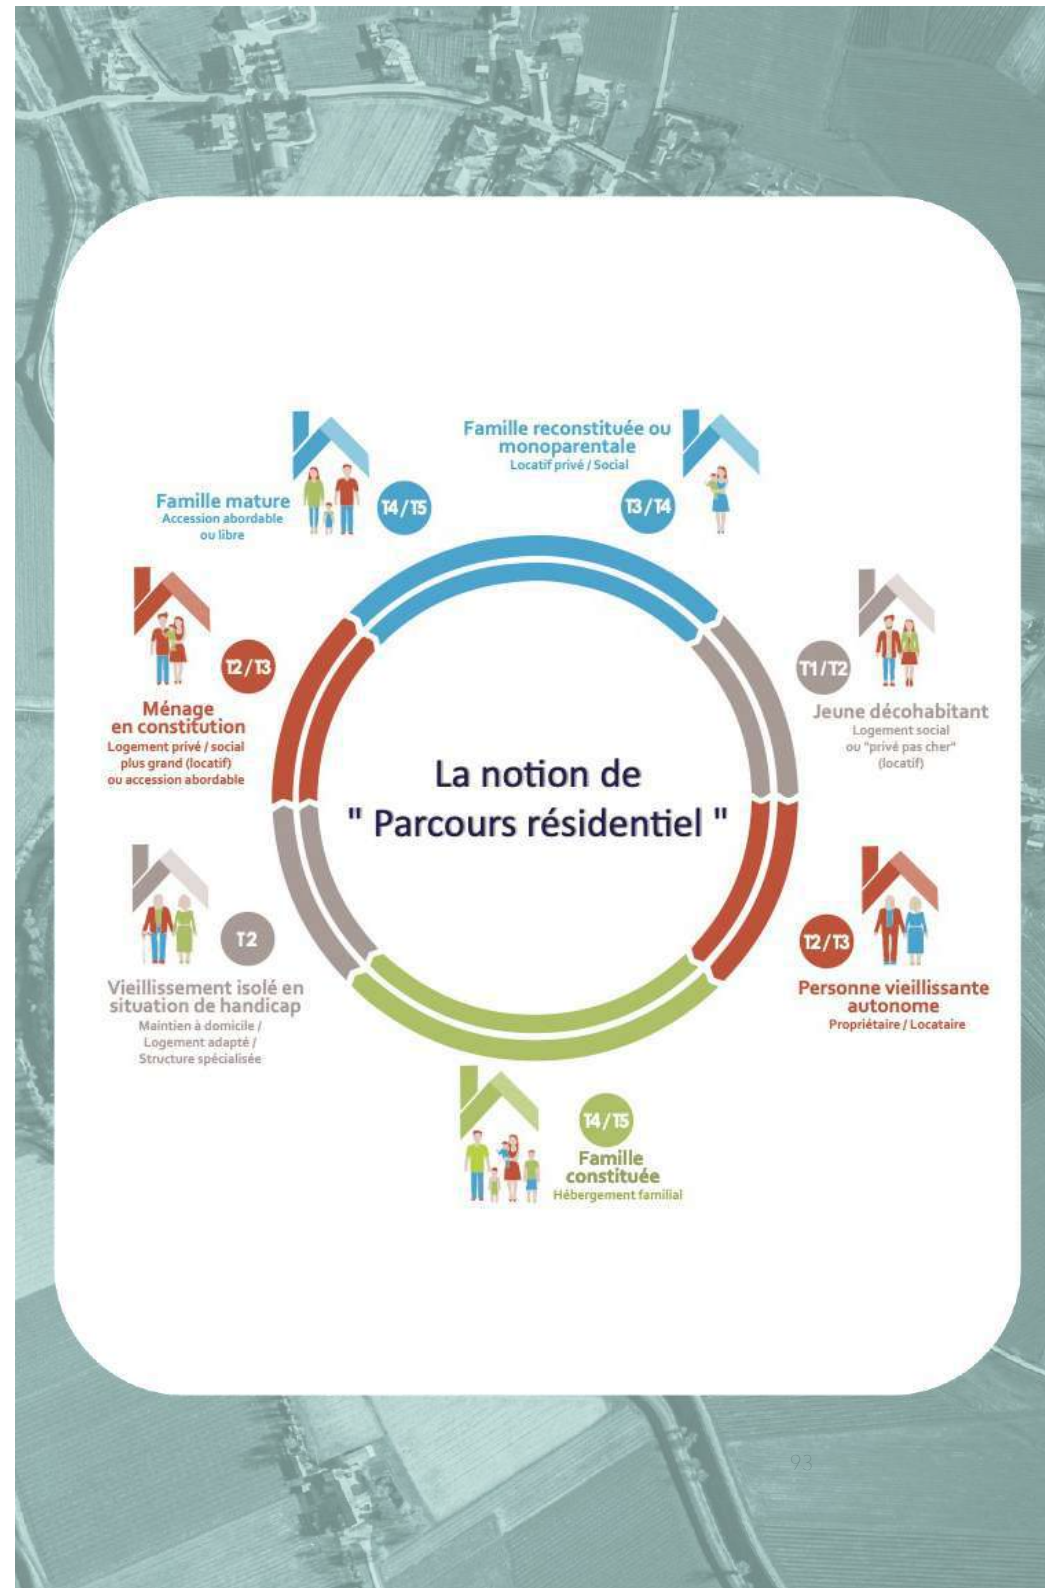 Famille reconstituée ou
monoparentale
Locatif privé / Social
T3/T4
Famille mature
Accession abordable
ou libre
T4/T5
T2/T3
Ménage
en constitution
Logement privé / social
plus grand (locatif)
ou accession abordable
T1/T2
Jeune décohabitant
Logement social
ou "privé pas cher"
(locatif)
La notion de
" Parcours résidentiel "
T2
Vieillissement isolé en
situation de handicap
Maintien à domicile /
Logement adapté /
Structure spécialisée
T2/T3
Personne vieillissante
autonome
Propriétaire / Locataire
T4/T5
Famille
constituée
Hébergement familial
93